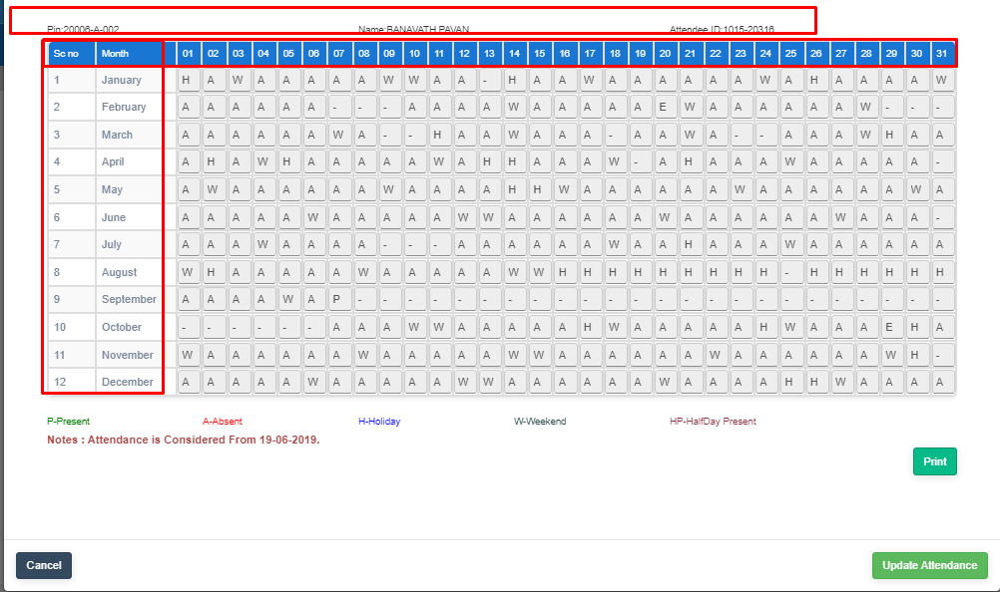 Pin:20006-A-002 Name:BANAVATH PAVAN Attendee ID:1015-20316
Sc no Month 01 02 03 04 05 06 07 08 09 10 11 12 13 14 15 16 17 18 19 20 21 22 23 24 25 26 27 28 29 30 31
1 January H A W A A A A A W W A A - H A A W A A A A A A W A H A A A A W
2 February A A A A A A - - - A A A A W A A A A A E W A A A A A A W - - -
3 March A A A A A A W A - - H A A W A A A - A A W A - - A A A W H A A
4 April A H A W H A A A A A W A H H A A A W - A H A A A W A A A A A -
5 May A W A A A A A A W A A A A H H W A A A A A A W A A A A A A W A
6 June A A A A A W A A A A A W W A A A A A A W A A A A A A W A A A -
7 July A A A W A A A A - - - A A A A A A W A A H A A A W A A A A A A
8 August W H A A A A A W A A A A A W W H H H H H H H H H - H H H H H H
9 September A A A A W A P - - - - - - - - - - - - - - - - - - - - - - - -
10 October - - - - - - A A A W W A A A A A H W A A A A A H W A A A E H A
11 November W A A A A A A W A A A A A W W A A A A A A W A A A A A A W H -
12 December A A A A A W A A A A A W W A A A A A A W A A A A H H W A A A A
P-Present A-Absent H-Holiday W-Weekend HP-HalfDay Present
Notes : Attendance is Considered From 19-06-2019.
Print
Cancel Update Attendance